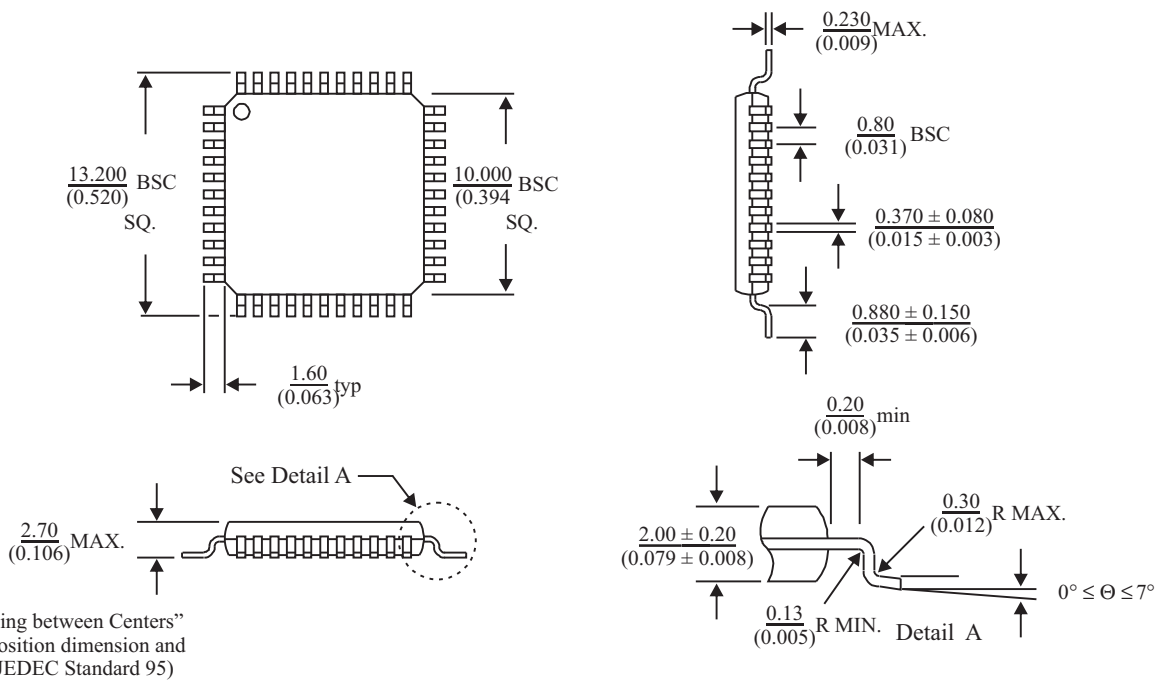 0.230
(0.009) MAX.
0.80
(0.031) BSC
13.200
(0.520) BSC
SQ.
10.000
(0.394 BSC
SQ.
0.370 ± 0.080
(0.015 ± 0.003)
0.880 ± 0.150
(0.035 ± 0.006)
1.60
(0.063) typ
0.20
(0.008) min
See Detail A
2.70
(0.106) MAX.
0.30
(0.012) R MAX.
2.00 ± 0.20
(0.079 ± 0.008)
0° ≤ Θ ≤ 7°
0.13
(0.005) R MIN.
Detail A
between Centers”
dimension and
JEDEC Standard 95)